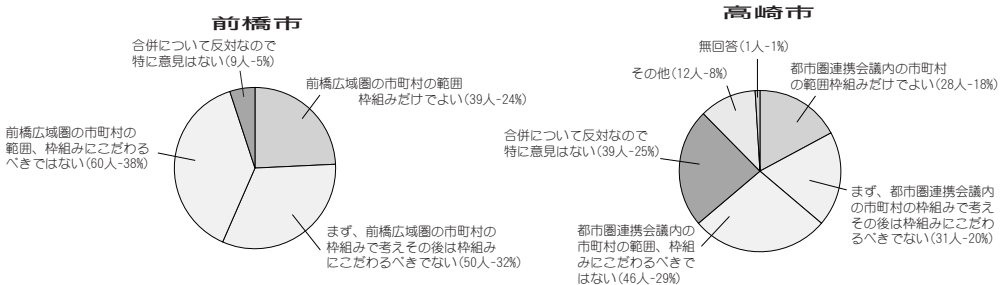 前橋市
合併について反対なので
特に意見はない(9人-5%)
前橋広域圏の市町村の範囲
枠組みだけでよい(39人-24%)
前橋広域圏の市町村の
範囲、枠組みにこだわる
べきではない(60人-38%)
まず、前橋広域圏の市町村の
枠組みで考えその後は枠組み
にこだわるべきでない(50人-32%)
高崎市
無回答(1人-1%)
その他(12人-8%)
都市圏連携会議内の市町村
の範囲枠組みだけでよい(28人-18%)
合併について反対なので
特に意見はない(39人-25%)
まず、都市圏連携会議内
の市町村の枠組みで考え
その後は枠組みにこだわ
るべきでない(31人-20%)
都市圏連携会議内の
市町村の範囲、枠組
みにこだわるべきで
はない(46人-29%)